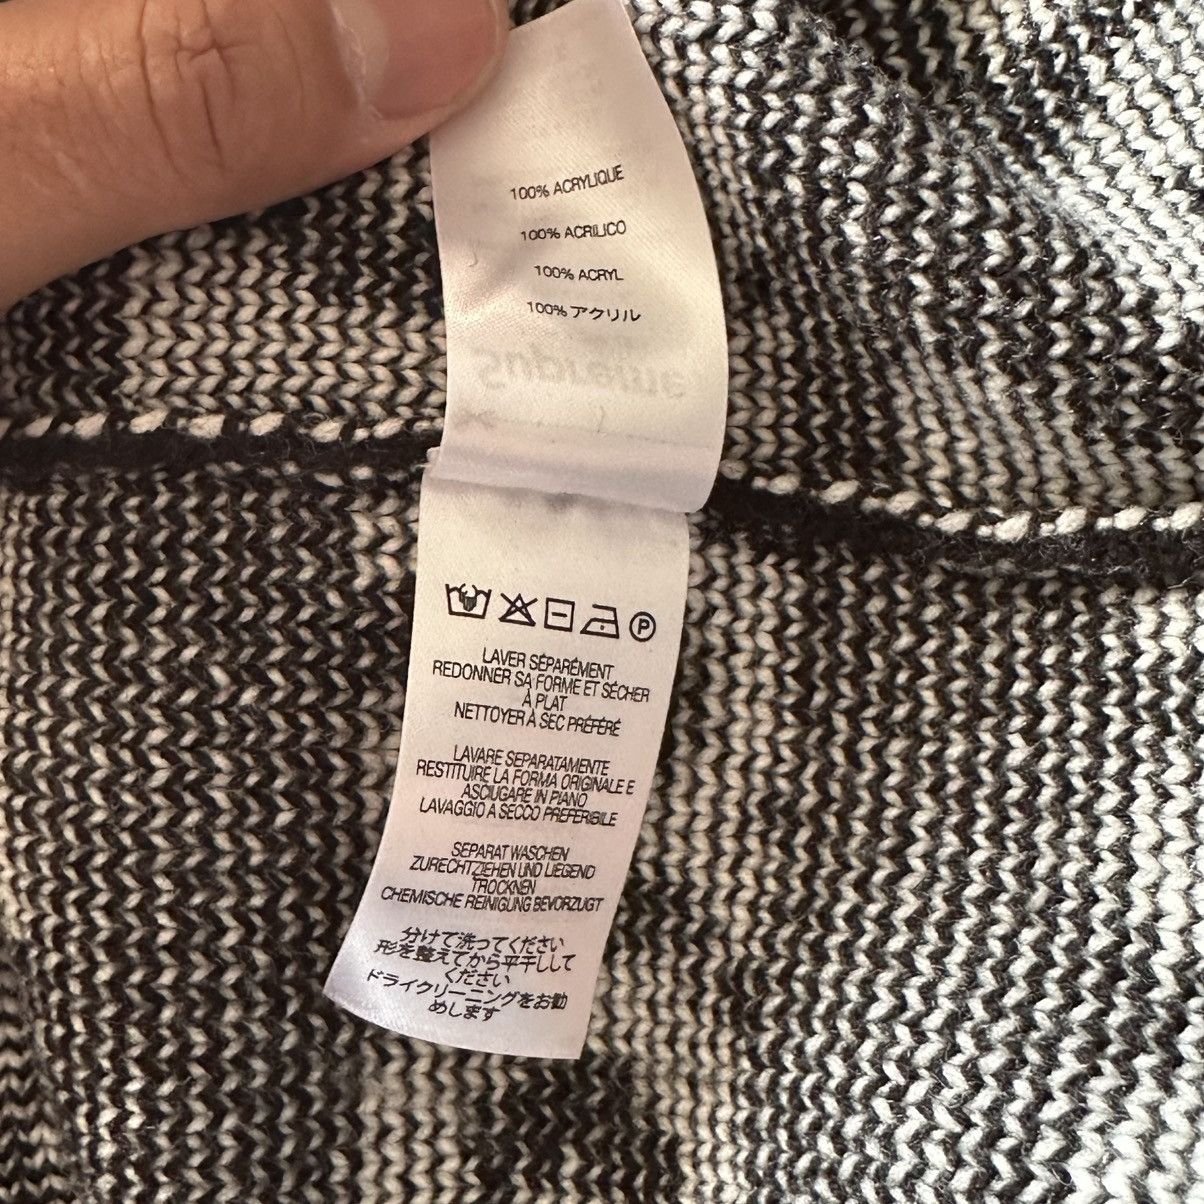 100% ACRYLIQUE
100% ACRILICO
100% ACRYL
100% アクリル
Supreme
P
LAVER SÉPARÉMENT
REDONNER SA FORME ET SÉCHER
À PLAT
NETTOYER À SEC PRÉFÉRÉ
LAVARE SEPARATAMENTE
RESTITUIRE LA FORMA ORIGINALE E
ASCIUGARE IN PIANO
LAVAGGIO A SECCO PREFERIBILE
SEPARAT WASCHEN
ZURECHTZIEHEN UND LIEGEND
TROCKNEN
CHEMISCHE REINIGUNG BEVORZUGT
分けて洗ってください
形を整えてから平干しして
ください
ドライクリーニングをお勧
めします